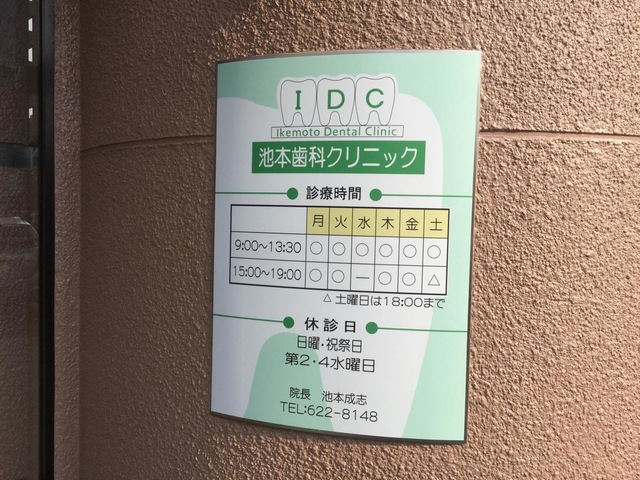 IDC
Ikemoto Dental Clinic
池本歯科クリニック
診療時間
月 火 水 木 金 土
9:00～13:30 ○ ○ ○ ○ ○ ○
15:00～19:00 ○ ○ ― ○ ○ △
△ 土曜日は18:00まで
休診日
日曜・祝祭日
第2・4水曜日
院長 池本成志
TEL:622-8148